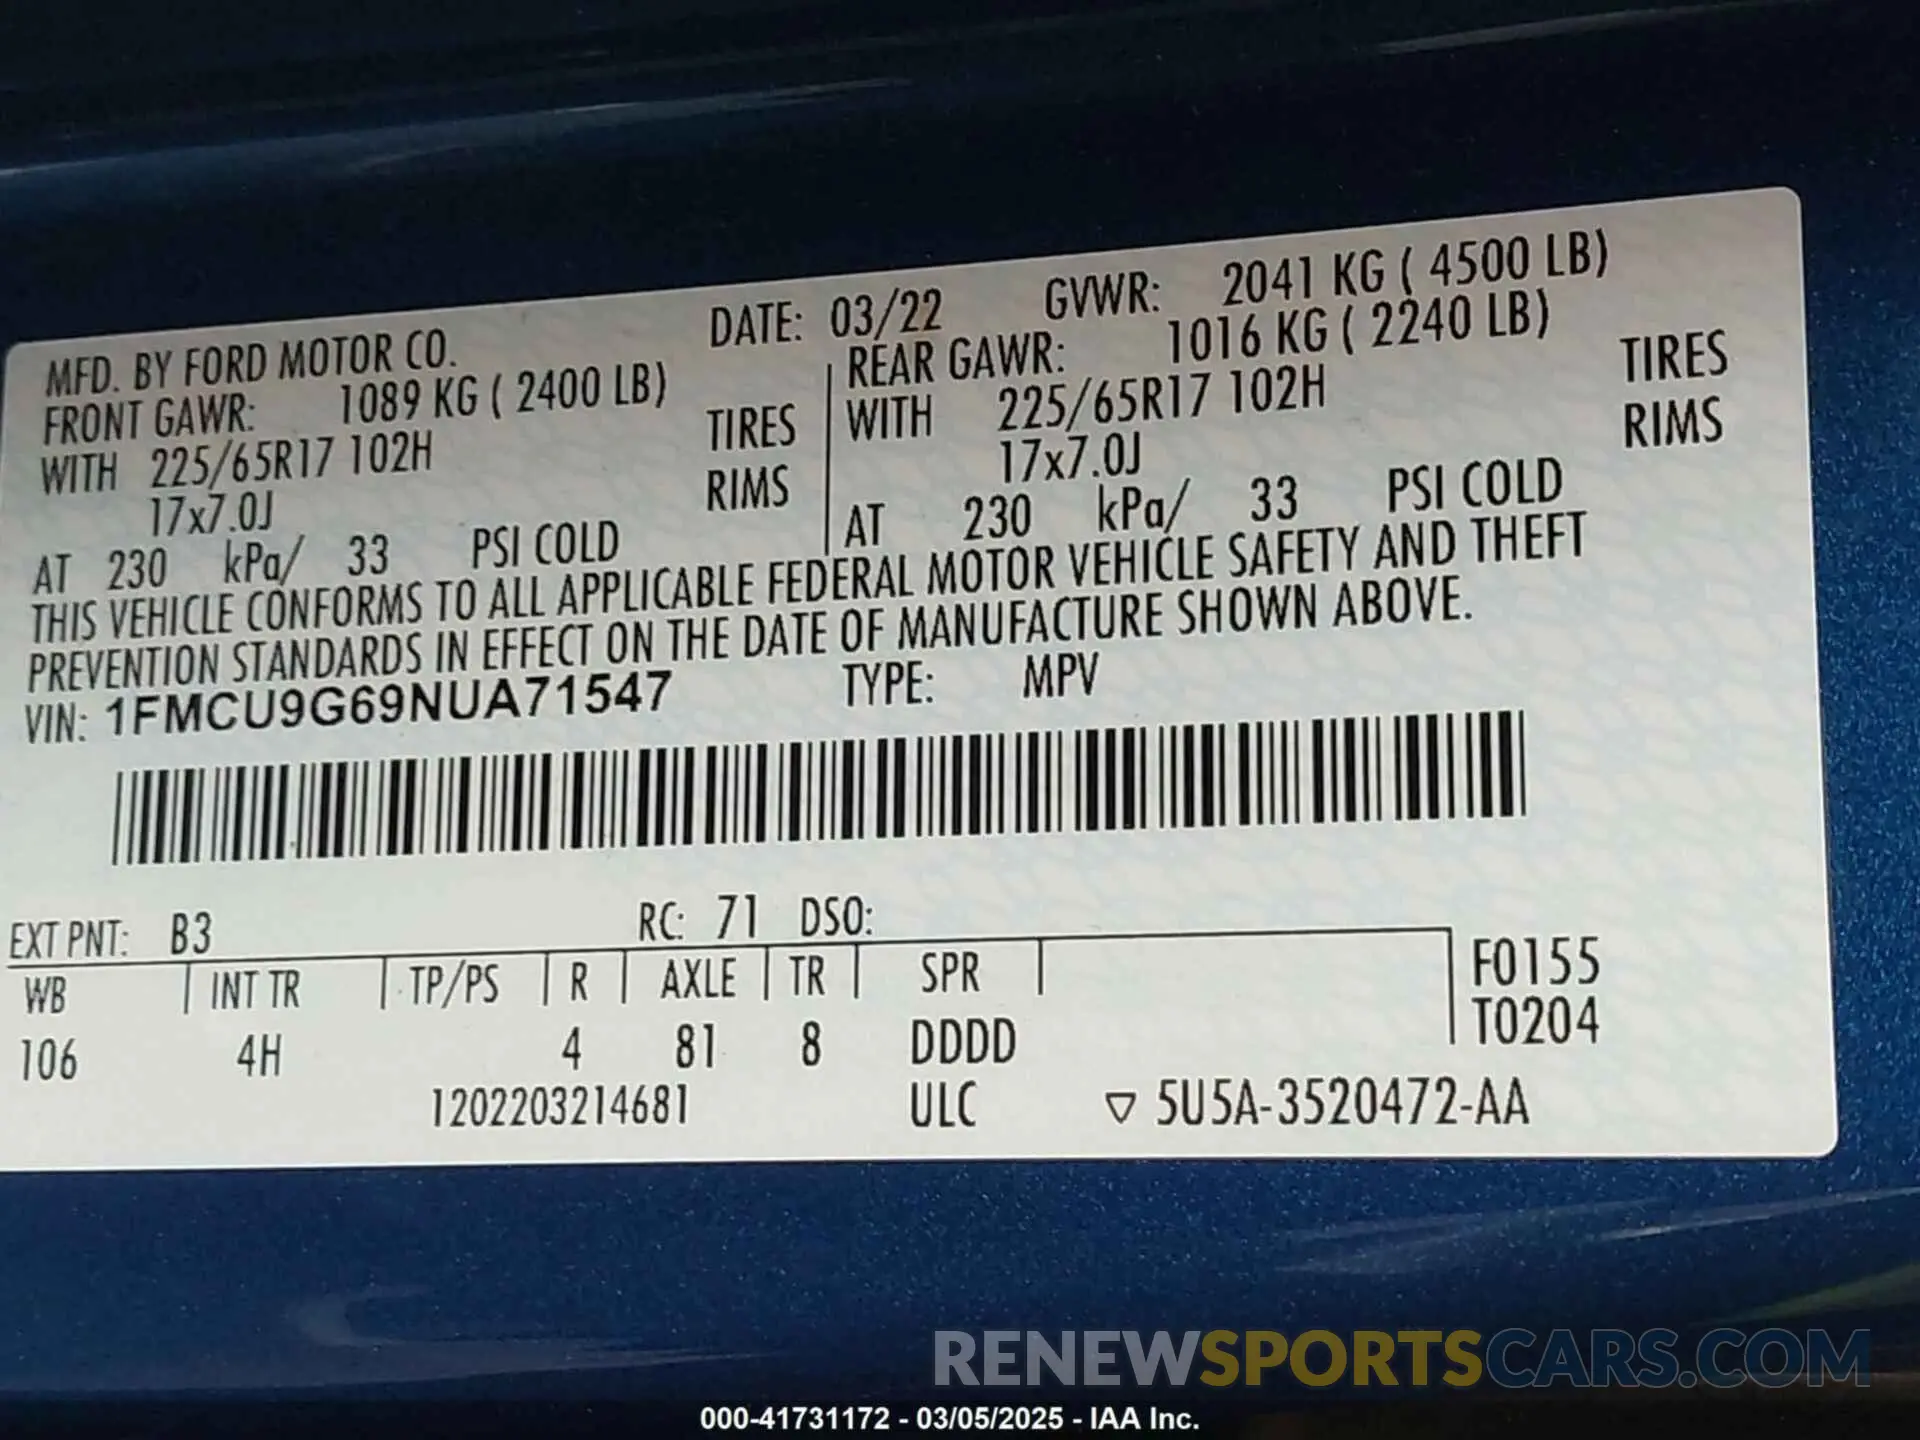 MFD. BY FORD MOTOR CO. DATE: 03/22 GVWR: 2041 KG ( 4500 LB)
FRONT GAWR: 1089 KG ( 2400 LB) REAR GAWR: 1016 KG ( 2240 LB)
WITH 225/65R17 102H TIRES WITH 225/65R17 102H TIRES
17x7.0J RIMS 17x7.0J RIMS
AT 230 kPa/ 33 PSI COLD AT 230 kPa/ 33 PSI COLD
THIS VEHICLE CONFORMS TO ALL APPLICABLE FEDERAL MOTOR VEHICLE SAFETY AND THEFT
PREVENTION STANDARDS IN EFFECT ON THE DATE OF MANUFACTURE SHOWN ABOVE.
VIN: 1FMCU9G69NUA71547 TYPE: MPV
EXT PNT: B3 RC: 71 DSO:
WB INT TR TP/PS R AXLE TR SPR F0155
106 4H 4 81 8 DDDD T0204
1202203214681 ULC ▽ 5U5A-3520472-AA
RENEWSPORTSCARS.COM
000-41731172 - 03/05/2025 - IAA Inc.